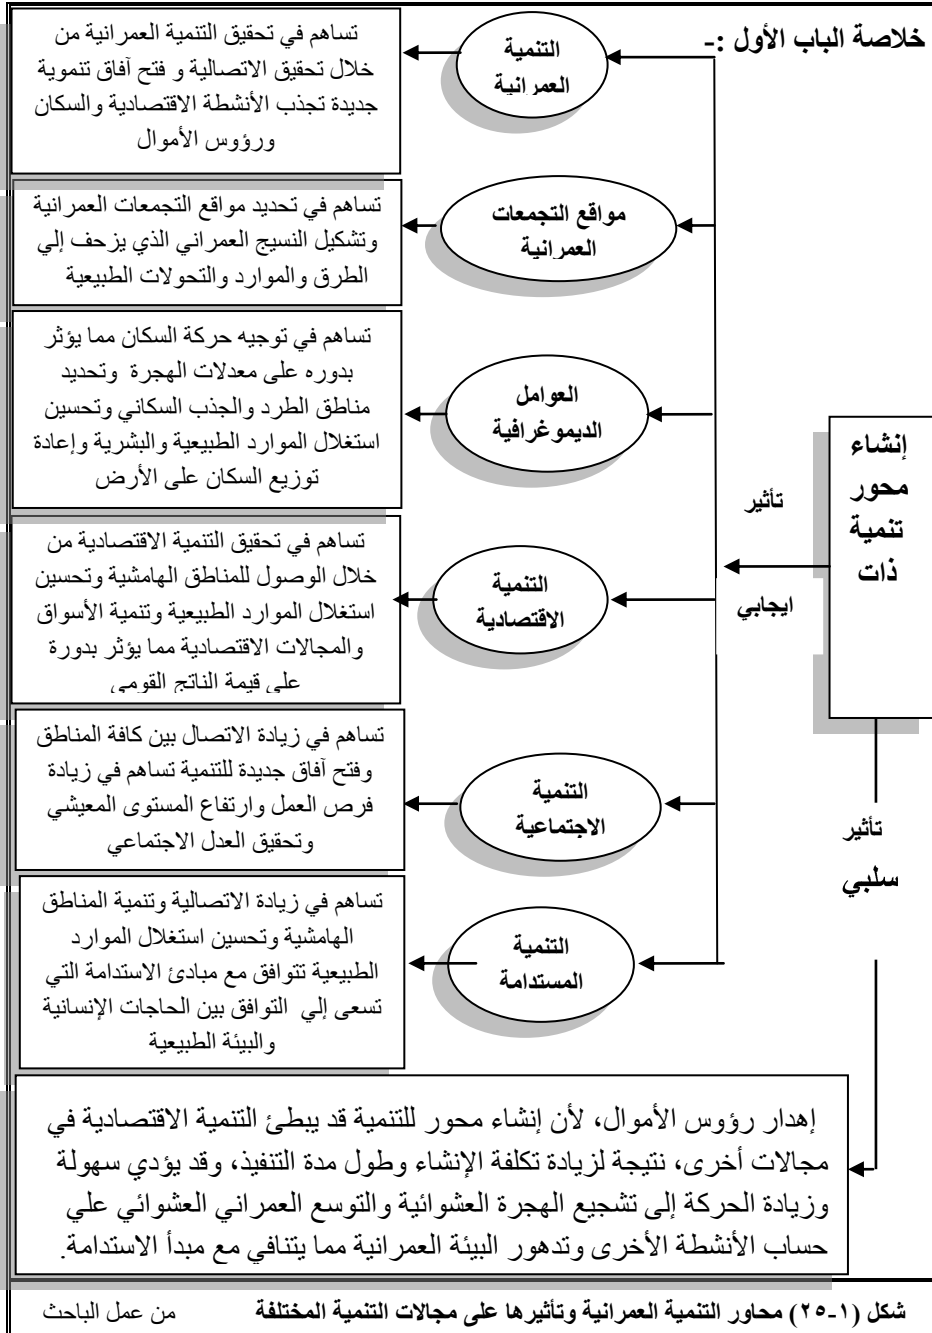 خلاصة الباب الأول :-
إنشاء
محور
تنمية
ذات
تأثير
ايجابي
التنمية
العمرانية
تساهم في تحقيق التنمية العمرانية من
خلال تحقيق الاتصالية و فتح آفاق تنموية
جديدة تجذب الأنشطة الاقتصادية والسكان
ورؤوس الأموال
مواقع التجمعات
العمرانية
تساهم في تحديد مواقع التجمعات العمرانية
وتشكيل النسيج العمراني الذي يزحف إلي
الطرق والموارد والتحولات الطبيعية
العوامل
الديموغرافية
تساهم في توجيه حركة السكان مما يؤثر
بدوره على معدلات الهجرة وتحديد
مناطق الطرد والجذب السكاني وتحسين
استغلال الموارد الطبيعية والبشرية وإعادة
توزيع السكان على الأرض
التنمية
الاقتصادية
تساهم في تحقيق التنمية الاقتصادية من
خلال الوصول للمناطق الهامشية وتحسين
استغلال الموارد الطبيعية وتنمية الأسواق
والمجالات الاقتصادية مما يؤثر بدورة
على قيمة الناتج القومي
التنمية
الاجتماعية
تساهم في زيادة الاتصال بين كافة المناطق
وفتح آفاق جديدة للتنمية تساهم في زيادة
فرص العمل وارتفاع المستوى المعيشي
وتحقيق العدل الاجتماعي
التنمية
المستدامة
تساهم في زيادة الاتصالية وتنمية المناطق
الهامشية وتحسين استغلال الموارد
الطبيعية تتوافق مع مبادئ الاستدامة التي
تسعى إلي التوافق بين الحاجات الإنسانية
والبيئة الطبيعية
تأثير
سلبي
إهدار رؤوس الأموال، لأن إنشاء محور للتنمية قد يبطئ التنمية الاقتصادية في
مجالات أخرى، نتيجة لزيادة تكلفة الإنشاء وطول مدة التنفيذ، وقد يؤدي سهولة
وزيادة الحركة إلى تشجيع الهجرة العشوائية والتوسع العمراني العشوائي علي
حساب الأنشطة الأخرى وتدهور البيئة العمرانية مما يتنافي مع مبدأ الاستدامة.
شكل (١-٢٥) محاور التنمية العمرانية وتأثيرها على مجالات التنمية المختلفة من عمل الباحث